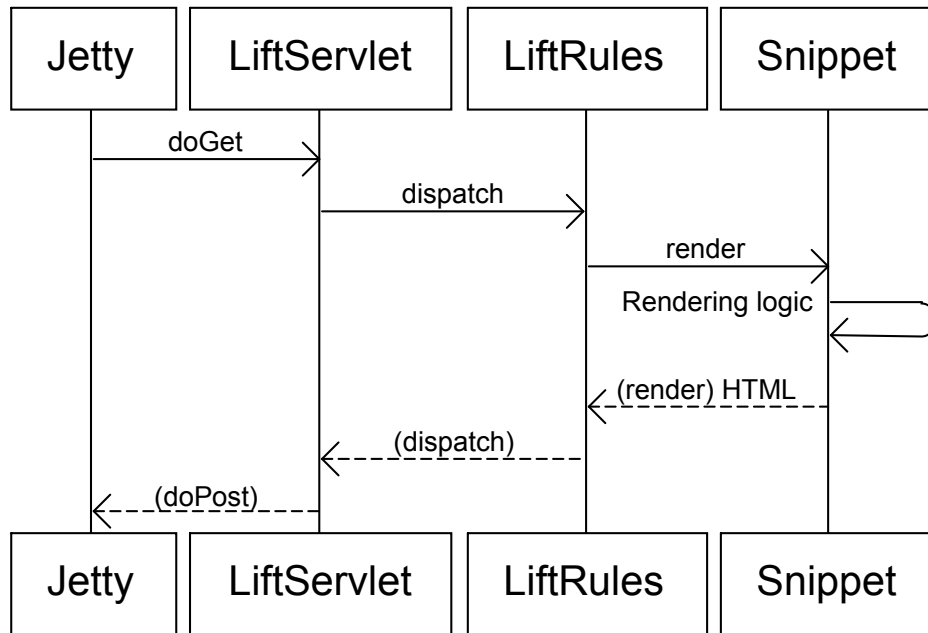 Jetty LiftServlet LiftRules Snippet
doGet
dispatch
render
Rendering logic
(render) HTML
(dispatch)
(doPost)
Jetty LiftServlet LiftRules Snippet